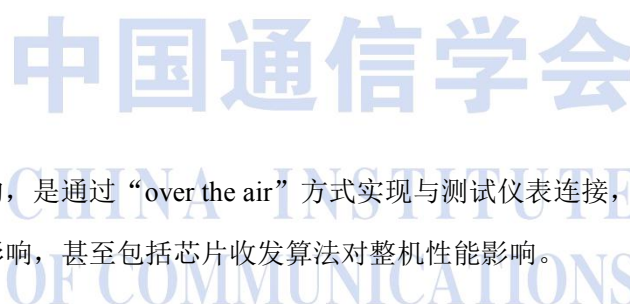 中国通信学会
，是通过“over the air”方式实现与测试仪表连接，
CHINA INSTITUTE
响，甚至包括芯片收发算法对整机性能影响。
OF COMMUNICATIONS